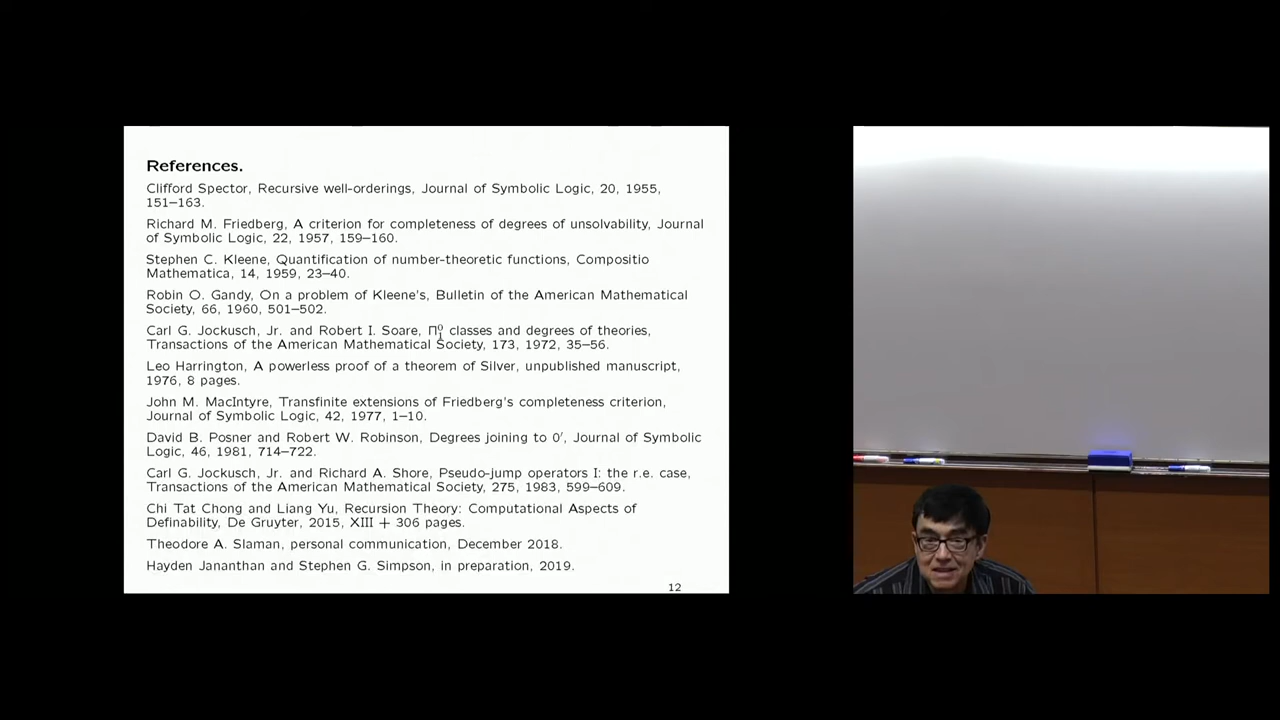 References.
Clifford Spector, Recursive well-orderings, Journal of Symbolic Logic, 20, 1955,
151–163.
Richard M. Friedberg, A criterion for completeness of degrees of unsolvability, Journal
of Symbolic Logic, 22, 1957, 159–160.
Stephen C. Kleene, Quantification of number-theoretic functions, Compositio
Mathematica, 14, 1959, 23–40.
Robin O. Gandy, On a problem of Kleene's, Bulletin of the American Mathematical
Society, 66, 1960, 501–502.
Carl G. Jockusch, Jr. and Robert I. Soare, Π⁰₁ classes and degrees of theories,
Transactions of the American Mathematical Society, 173, 1972, 35–56.
Leo Harrington, A powerless proof of a theorem of Silver, unpublished manuscript,
1976, 8 pages.
John M. MacIntyre, Transfinite extensions of Friedberg's completeness criterion,
Journal of Symbolic Logic, 42, 1977, 1–10.
David B. Posner and Robert W. Robinson, Degrees joining to 0′, Journal of Symbolic
Logic, 46, 1981, 714–722.
Carl G. Jockusch, Jr. and Richard A. Shore, Pseudo-jump operators I: the r.e. case,
Transactions of the American Mathematical Society, 275, 1983, 599–609.
Chi Tat Chong and Liang Yu, Recursion Theory: Computational Aspects of
Definability, De Gruyter, 2015, XIII + 306 pages.
Theodore A. Slaman, personal communication, December 2018.
Hayden Jananthan and Stephen G. Simpson, in preparation, 2019.
12